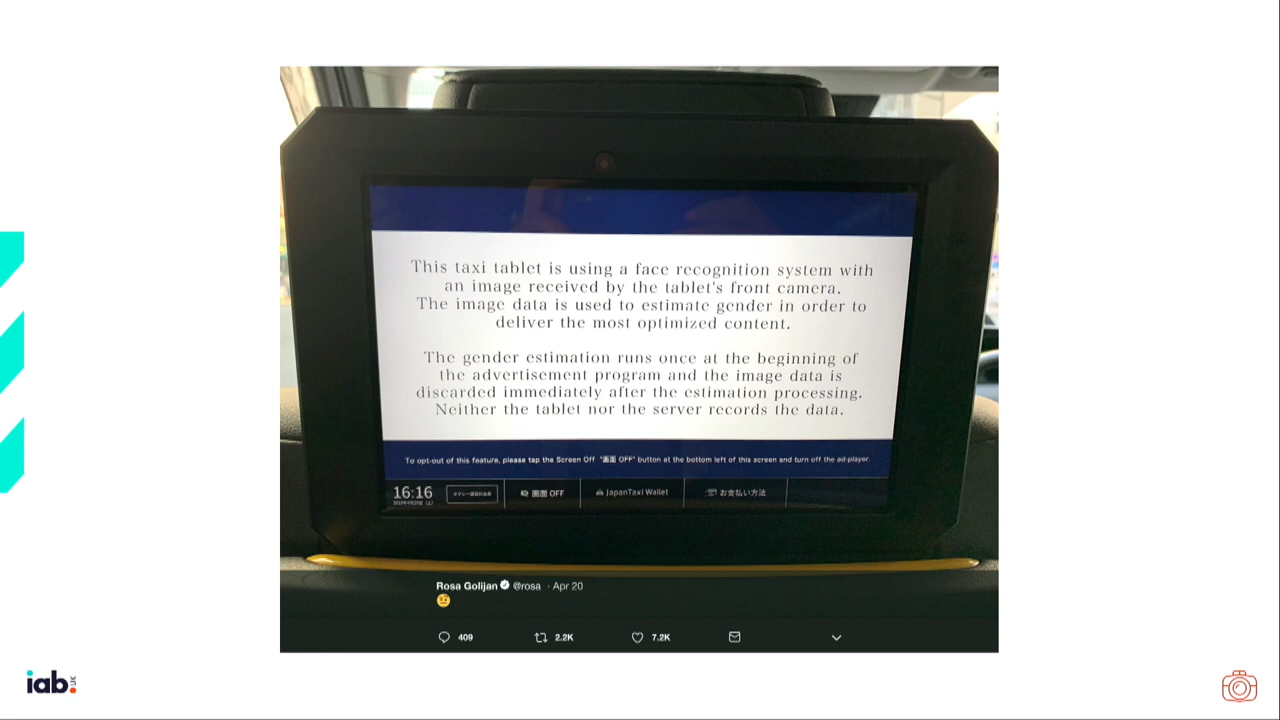 This taxi tablet is using a face recognition system with
an image received by the tablet's front camera.
The image data is used to estimate gender in order to
deliver the most optimized content.
The gender estimation runs once at the beginning of
the advertisement program and the image data is
discarded immediately after the estimation processing.
Neither the tablet nor the server records the data.
To opt-out of this feature, please tap the Screen Off "画面 OFF" button at the bottom left of this screen and turn off the ad-player.
16:16
画面 OFF
JapanTaxi Wallet
お支払い方法
Rosa Golijan @rosa · Apr 20
409
2.2K
7.2K
iab.
UK